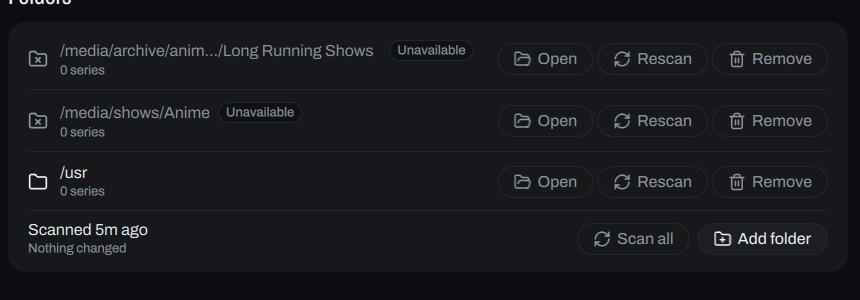 Folders
/media/archive/anim.../Long Running Shows Unavailable Open Rescan Remove
0 series
/media/shows/Anime Unavailable Open Rescan Remove
0 series
/usr Open Rescan Remove
0 series
Scanned 5m ago Scan all Add folder
Nothing changed